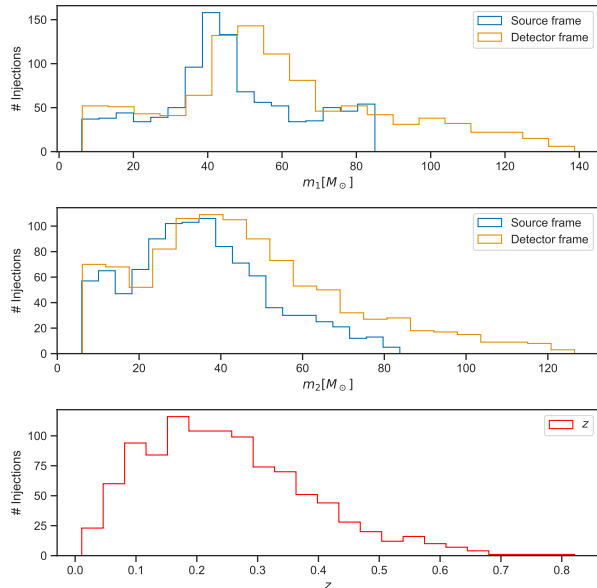 150
100
50
0
# Injections
Source frame
Detector frame
0 20 40 60 80 100 120 140
m₁[M⊙]
100
80
60
40
20
0
# Injections
Source frame
Detector frame
0 20 40 60 80 100 120
m₂[M⊙]
100
75
50
25
0
# Injections
z
0.0 0.1 0.2 0.3 0.4 0.5 0.6 0.7 0.8
z